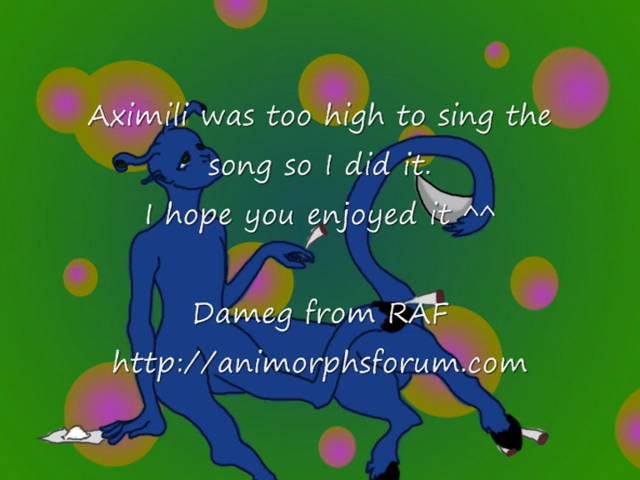 Aximili was too high to sing the
song so I did it.
I hope you enjoyed it ^^
Dameg from RAF
http://animorphsforum.com